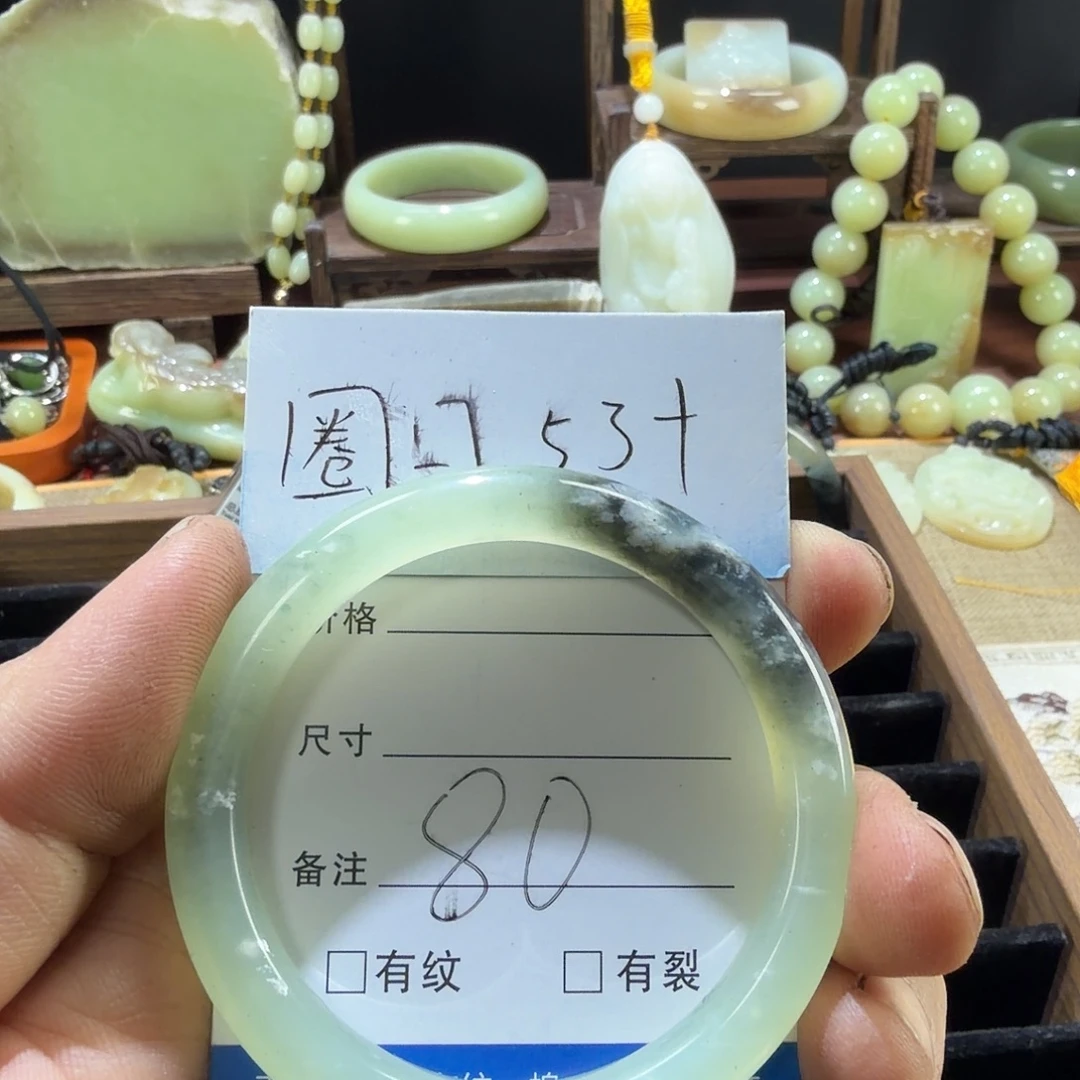 圈口53+
价格
尺寸
备注 80
□有纹 □有裂